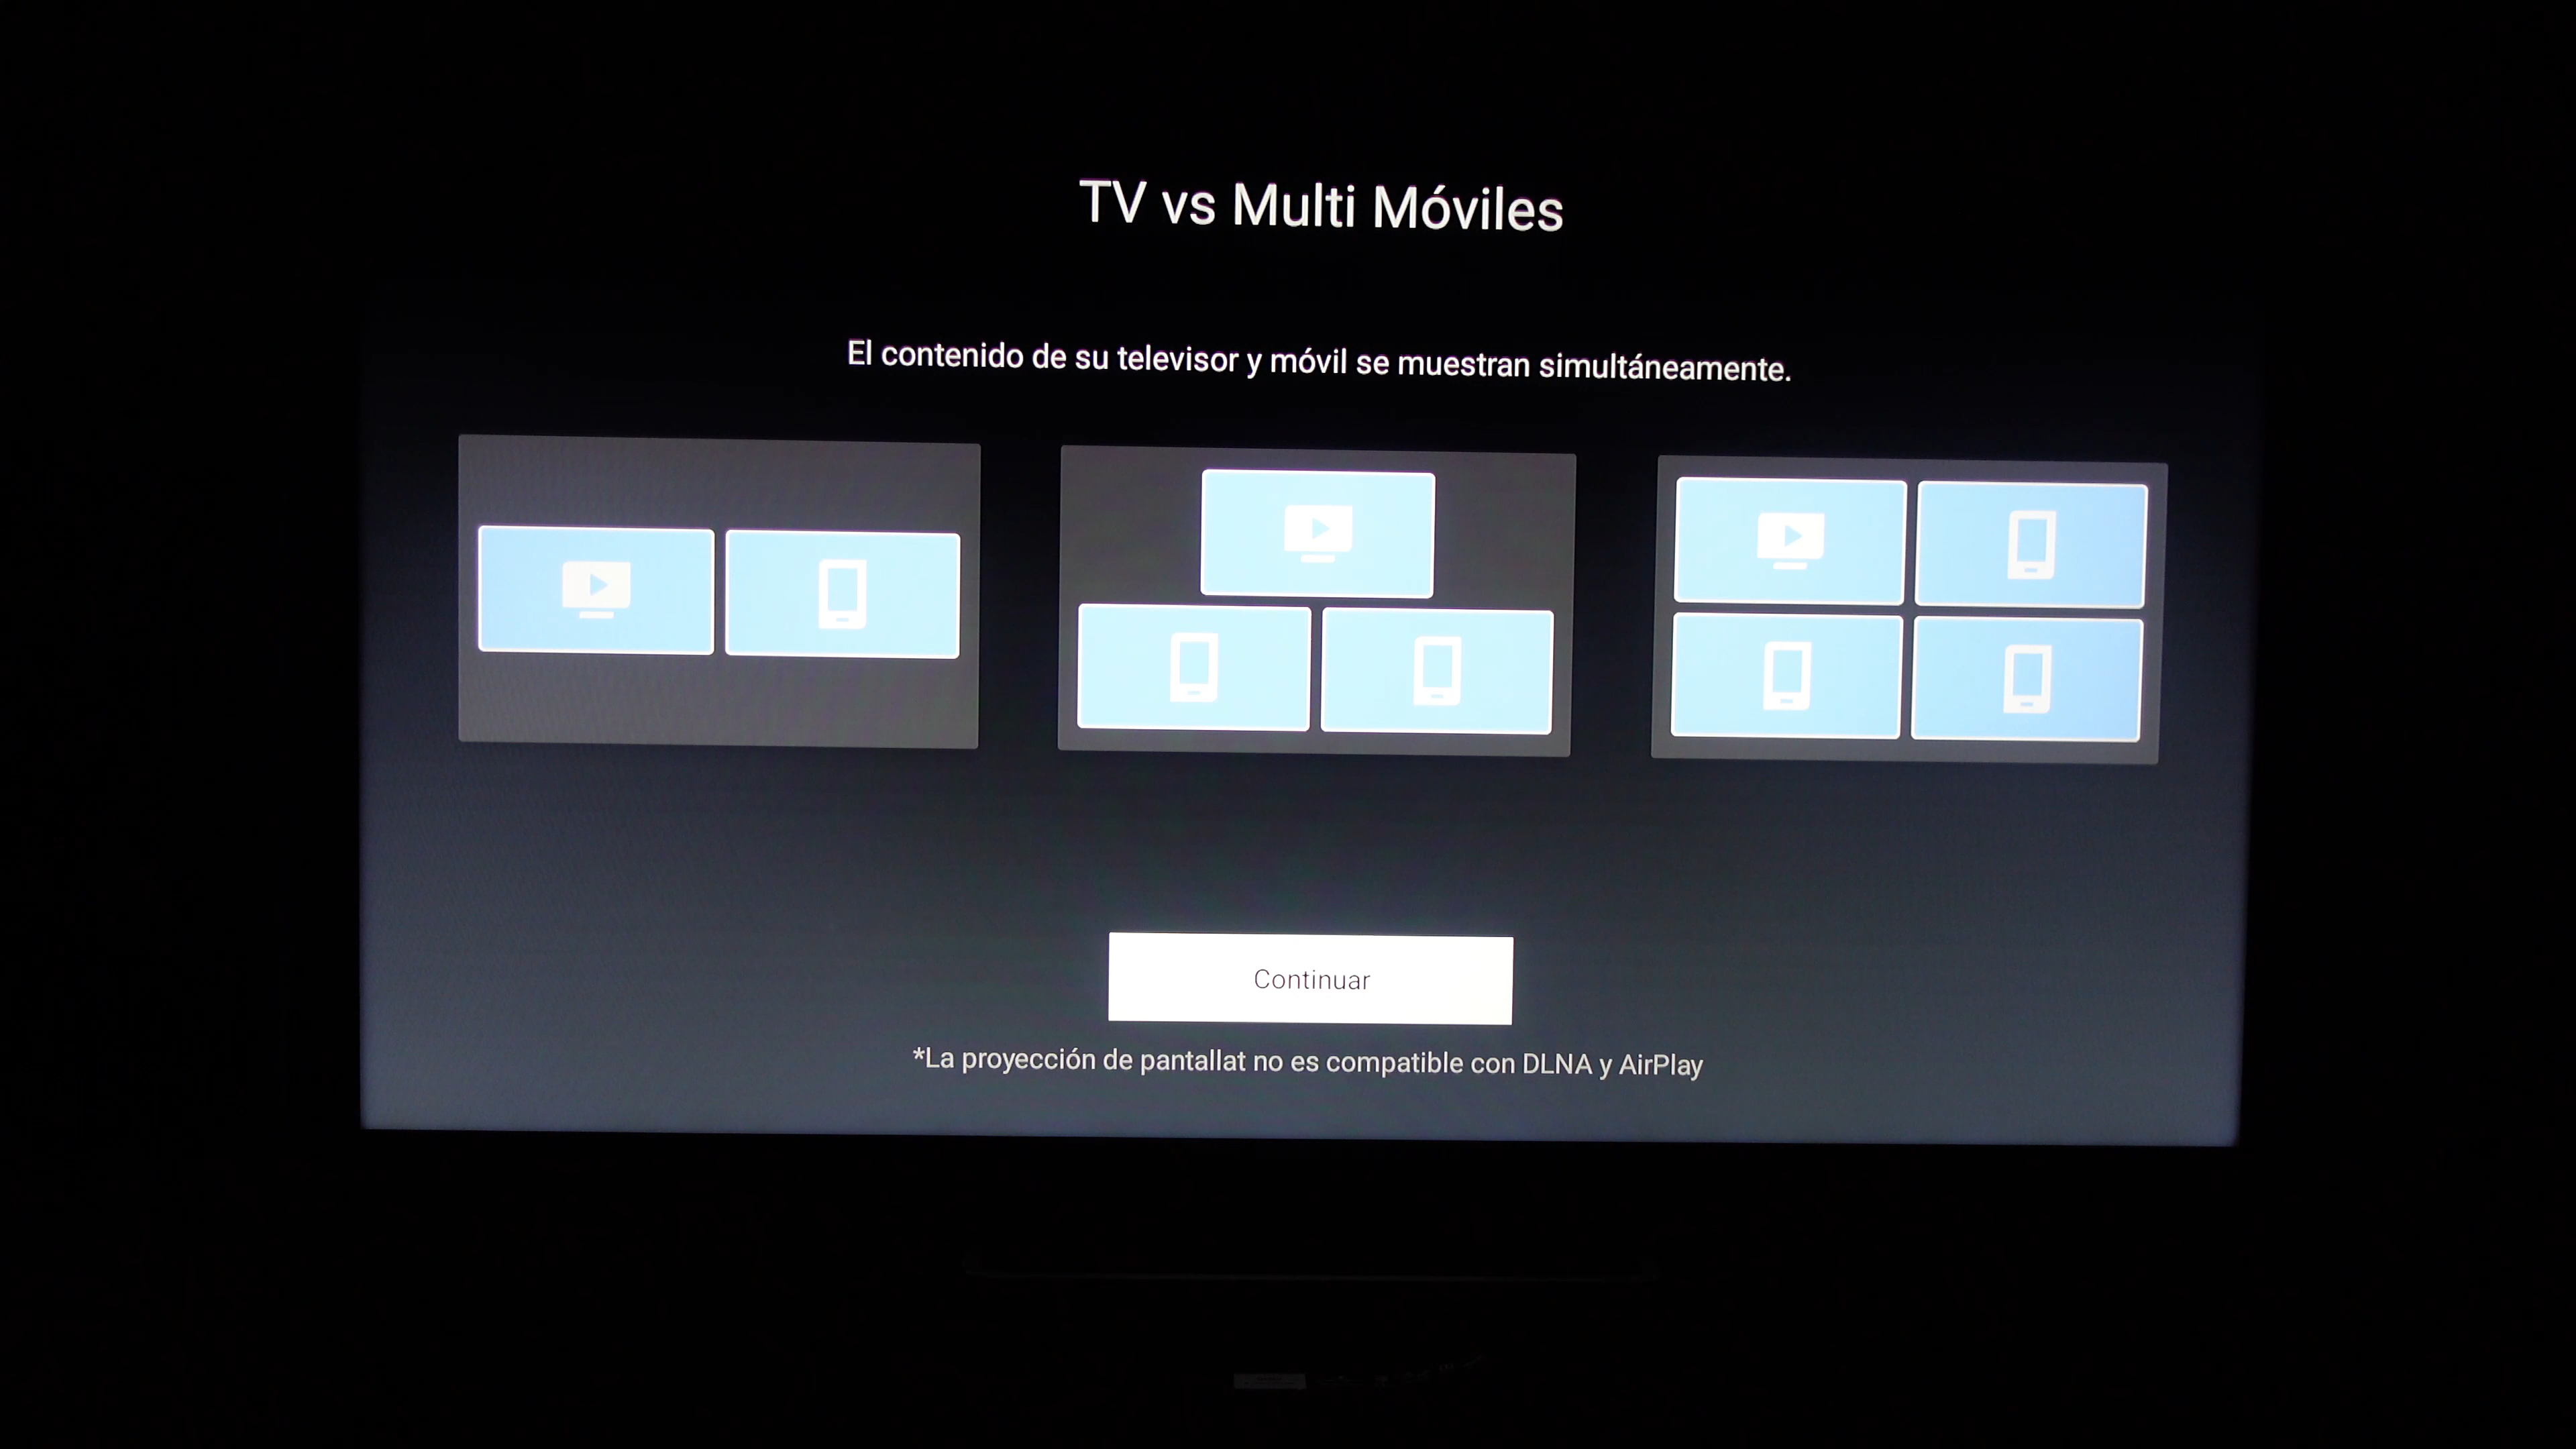 TV vs Multi Móviles
El contenido de su televisor y móvil se muestran simultáneamente.
Continuar
*La proyección de pantallat no es compatible con DLNA y AirPlay